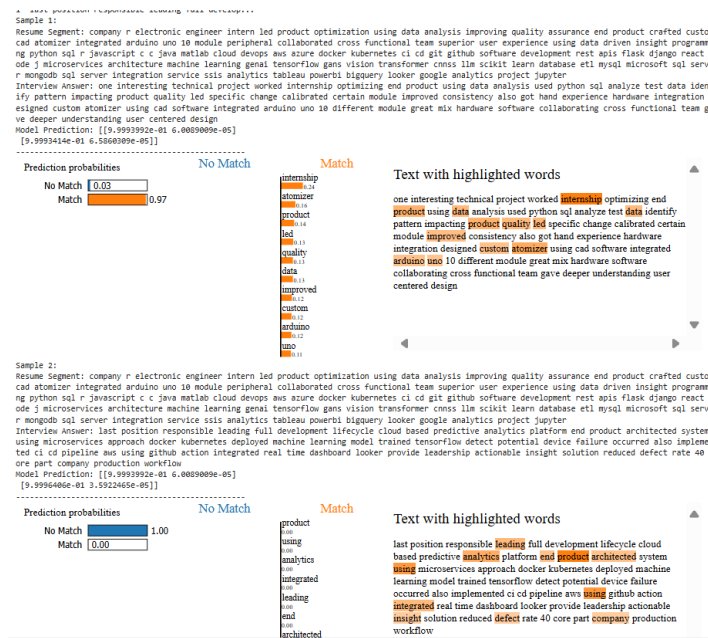 Sample 1:
Resume Segment: company r electronic engineer intern led product optimization using data analysis improving quality assurance end product crafted custo
cad atomizer integrated arduino uno 10 module peripheral collaborated cross functional team superior user experience using data driven insight programm
ng python sql r javascript c c java matlab cloud devops aws azure docker kubernetes ci cd git github software development rest apis flask django react
ode j microservices architecture machine learning genai tensorflow gans vision transformer cnnss llm scikit learn database etl mysql microsoft sql serv
r mongodb sql server integration service ssis analytics tableau powerbi bigquery looker google analytics project jupyter
Interview Answer: one interesting technical project worked internship optimizing end product using data analysis used python sql analyze test data iden
ify pattern impacting product quality led specific change calibrated certain module improved consistency also got hand experience hardware integration
esigned custom atomizer using cad software integrated arduino uno 10 different module great mix hardware software collaborating cross functional team g
ve deeper understanding user centered design
Model Prediction: [[9.9993992e-01 6.0089009e-05]
[9.9993414e-01 6.5860309e-05]]
Prediction probabilities
No Match 0.03
Match 0.97
No Match Match
internship
0.24
atomizer
0.16
product
0.14
led
0.13
quality
0.13
data
0.13
improved
0.12
custom
0.12
arduino
0.12
uno
0.11
Text with highlighted words
one interesting technical project worked internship optimizing end
product using data analysis used python sql analyze test data identify
pattern impacting product quality led specific change calibrated certain
module improved consistency also got hand experience hardware
integration designed custom atomizer using cad software integrated
arduino uno 10 different module great mix hardware software
collaborating cross functional team gave deeper understanding user
centered design
Sample 2:
Resume Segment: company r electronic engineer intern led product optimization using data analysis improving quality assurance end product crafted custo
cad atomizer integrated arduino uno 10 module peripheral collaborated cross functional team superior user experience using data driven insight programm
ng python sql r javascript c c java matlab cloud devops aws azure docker kubernetes ci cd git github software development rest apis flask django react
ode j microservices architecture machine learning genai tensorflow gans vision transformer cnnss llm scikit learn database etl mysql microsoft sql serv
r mongodb sql server integration service ssis analytics tableau powerbi bigquery looker google analytics project jupyter
Interview Answer: last position responsible leading full development lifecycle cloud based predictive analytics platform end product architected system
using microservices approach docker kubernetes deployed machine learning model trained tensorflow detect potential device failure occurred also impleme
ted ci cd pipeline aws using github action integrated real time dashboard looker provide leadership actionable insight solution reduced defect rate 40
ore part company production workflow
Model Prediction: [[9.9993992e-01 6.0089009e-05]
[9.9996406e-01 3.5922465e-05]]
Prediction probabilities
No Match 1.00
Match 0.00
No Match Match
product
0.00
using
0.00
analytics
0.00
integrated
0.00
leading
0.00
end
0.00
architected
Text with highlighted words
last position responsible leading full development lifecycle cloud
based predictive analytics platform end product architected system
using microservices approach docker kubernetes deployed machine
learning model trained tensorflow detect potential device failure
occurred also implemented ci cd pipeline aws using github action
integrated real time dashboard looker provide leadership actionable
insight solution reduced defect rate 40 core part company production
workflow